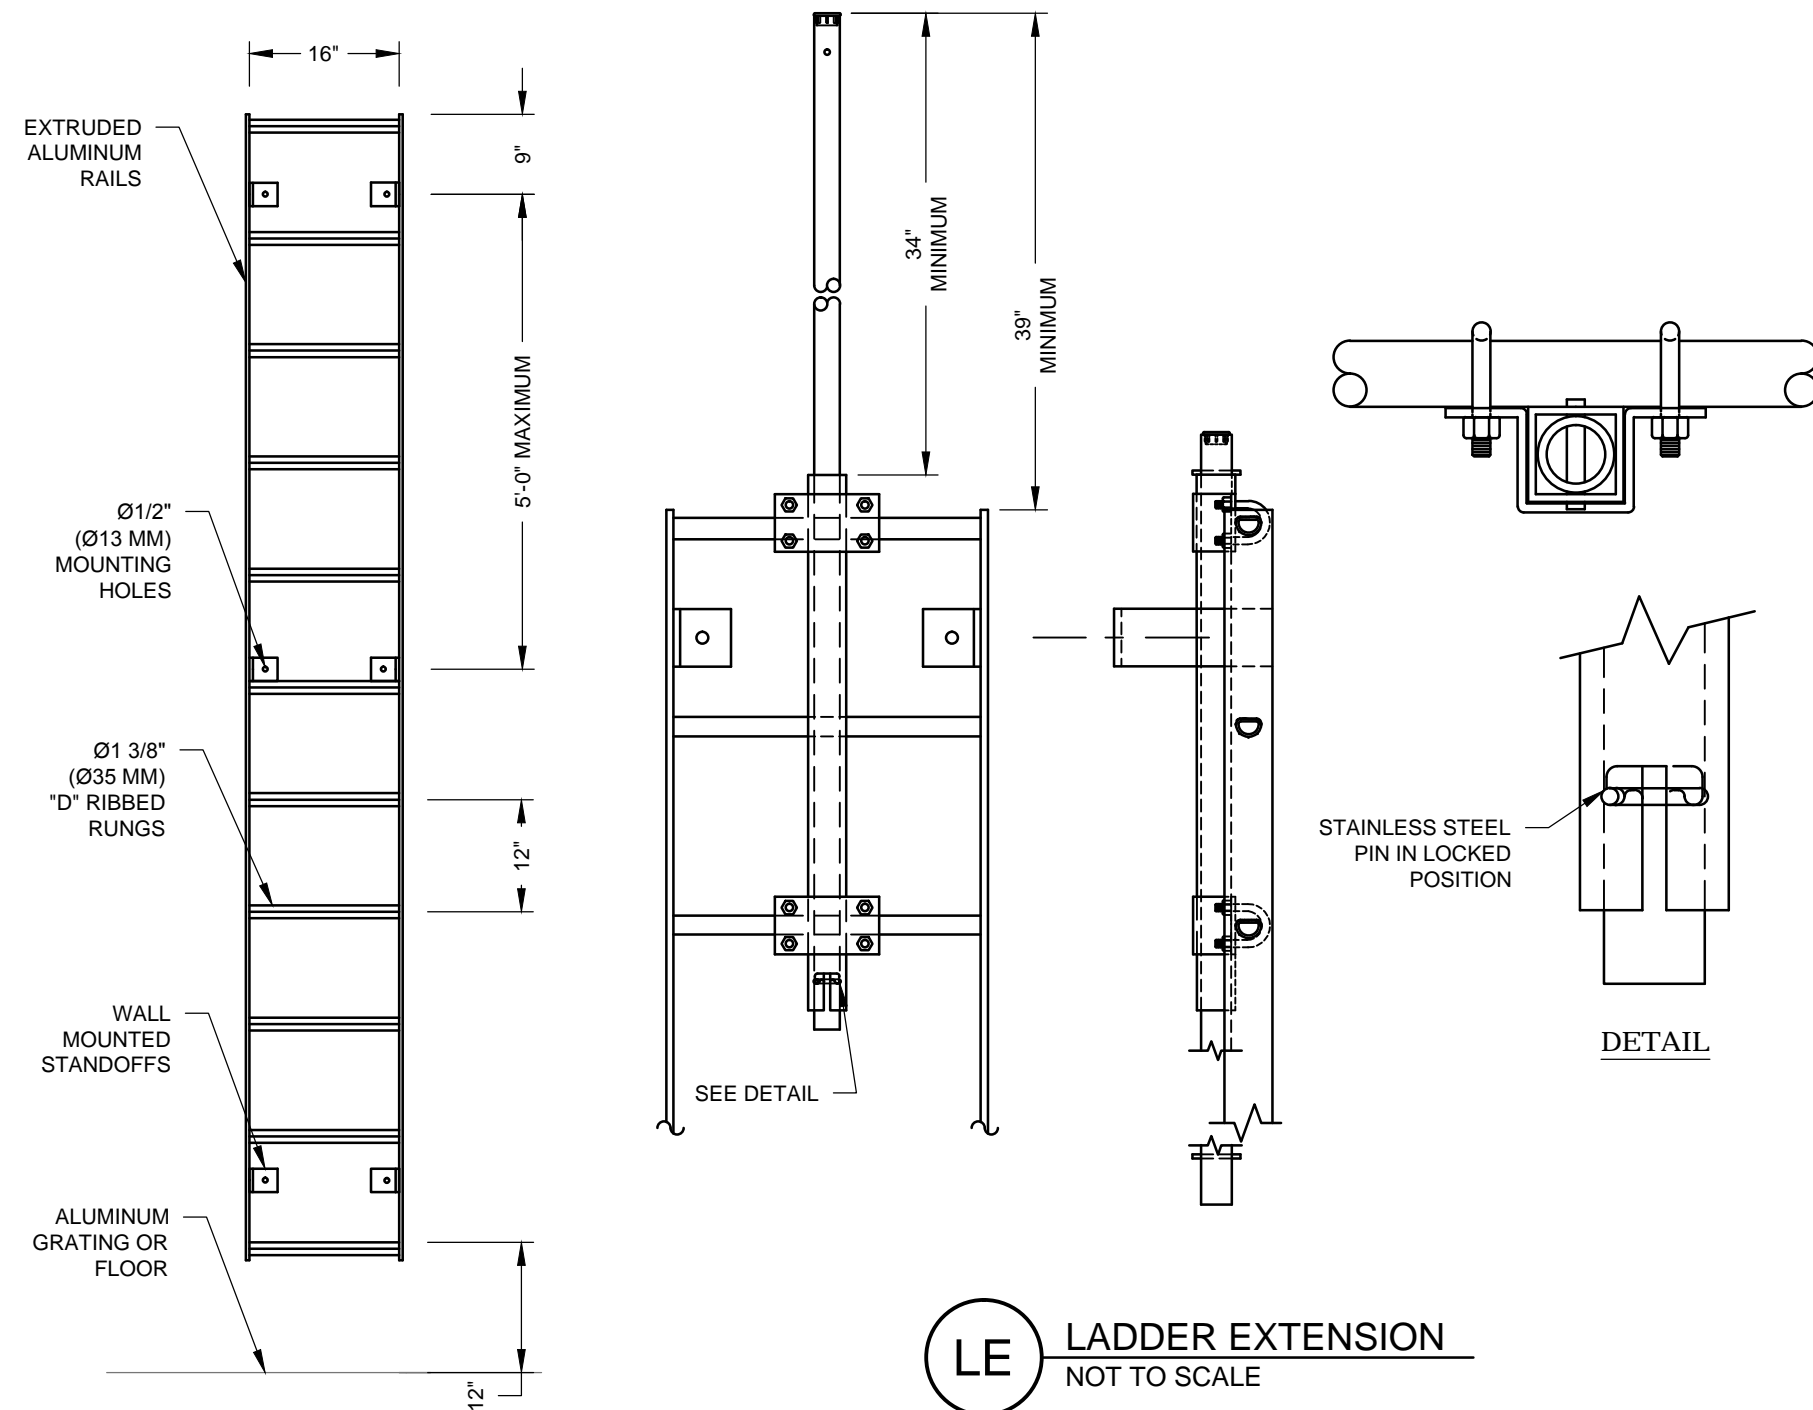 16"
EXTRUDED
ALUMINUM
RAILS
9"
5'-0" MAXIMUM
Ø1/2"
(Ø13 MM)
MOUNTING
HOLES
Ø1 3/8"
(Ø35 MM)
"D" RIBBED
RUNGS
12"
WALL
MOUNTED
STANDOFFS
ALUMINUM
GRATING OR
FLOOR
12"
34"
MINIMUM
39"
MINIMUM
SEE DETAIL
STAINLESS STEEL
PIN IN LOCKED
POSITION
DETAIL
LE
LADDER EXTENSION
NOT TO SCALE